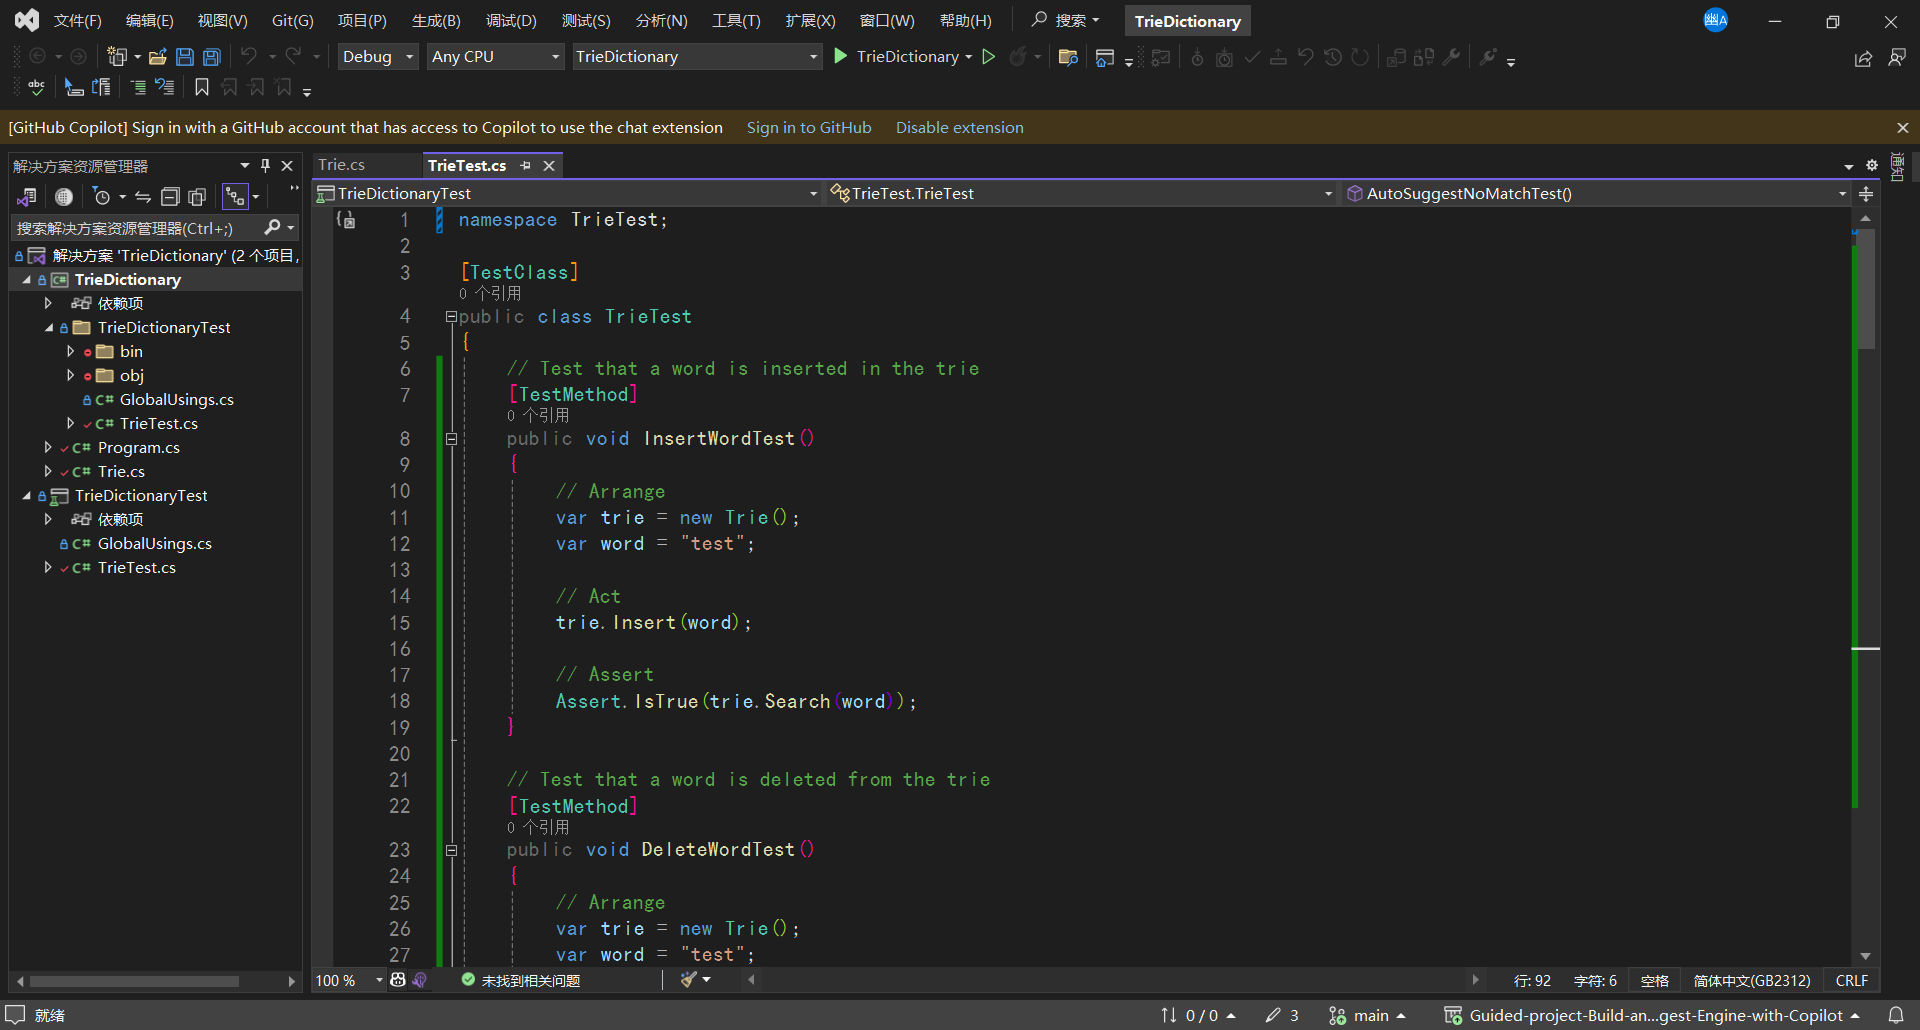 文件(F) 编辑(E) 视图(V) Git(G) 项目(P) 生成(B) 调试(D) 测试(S) 分析(N) 工具(T) 扩展(X) 窗口(W) 帮助(H) 搜索 TrieDictionary 幽A
Debug Any CPU TrieDictionary TrieDictionary
abc
[GitHub Copilot] Sign in with a GitHub account that has access to Copilot to use the chat extension Sign in to GitHub Disable extension
解决方案资源管理器
搜索解决方案资源管理器(Ctrl+;)
解决方案 'TrieDictionary' (2 个项目,
TrieDictionary
依赖项
TrieDictionaryTest
bin
obj
C# GlobalUsings.cs
C# TrieTest.cs
C# Program.cs
C# Trie.cs
TrieDictionaryTest
依赖项
C# GlobalUsings.cs
C# TrieTest.cs
Trie.cs TrieTest.cs
TrieDictionaryTest TrieTest.TrieTest AutoSuggestNoMatchTest()
1 namespace TrieTest;
2
3 [TestClass]
0 个引用
4 public class TrieTest
5 {
6 // Test that a word is inserted in the trie
7 [TestMethod]
0 个引用
8 public void InsertWordTest()
9 {
10 // Arrange
11 var trie = new Trie();
12 var word = "test";
13
14 // Act
15 trie.Insert(word);
16
17 // Assert
18 Assert.IsTrue(trie.Search(word));
19 }
20
21 // Test that a word is deleted from the trie
22 [TestMethod]
0 个引用
23 public void DeleteWordTest()
24 {
25 // Arrange
26 var trie = new Trie();
27 var word = "test";
通知
100 % 未找到相关问题 行: 92 字符: 6 空格 简体中文(GB2312) CRLF
就绪 0 / 0 3 main Guided-project-Build-an...gest-Engine-with-Copilot